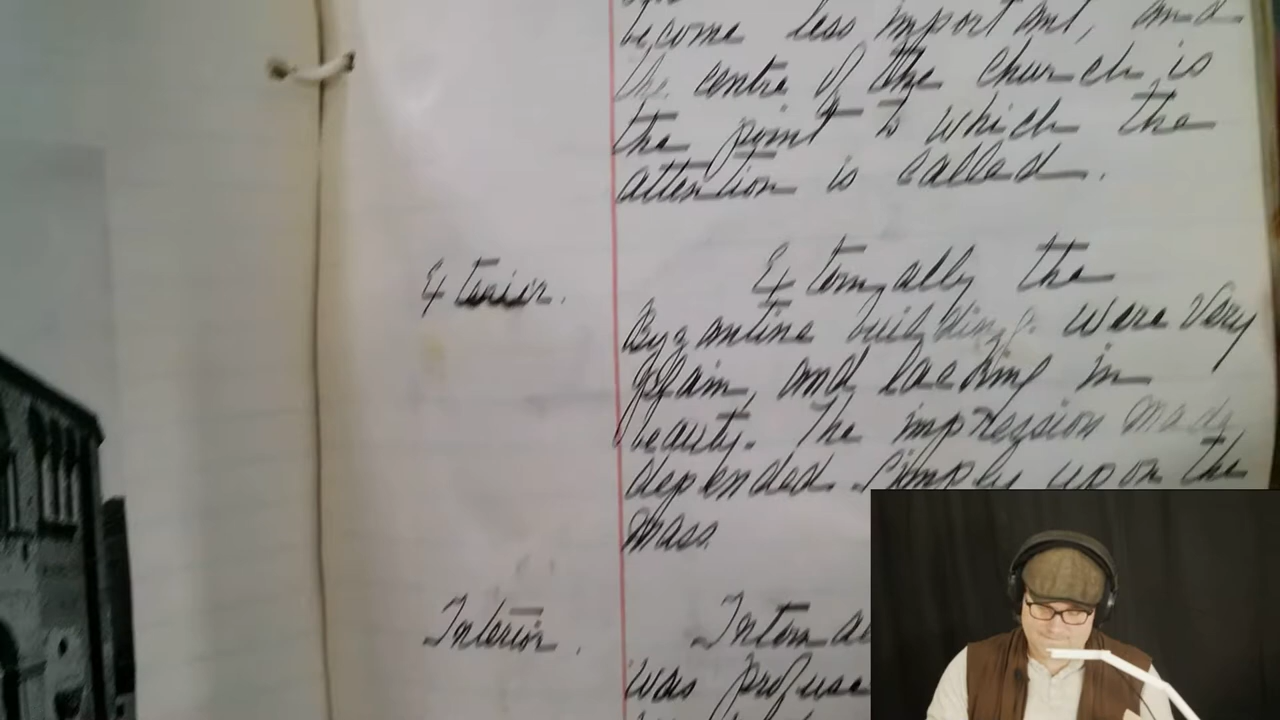 become less important, and
the centre of the church is
the point to which the
attention is called.
Exterior.
Externally the
Byzantine buildings were very
plain, and lacking in
beauty. The impression made
depended simply upon the
mass
Interior.
was profuse